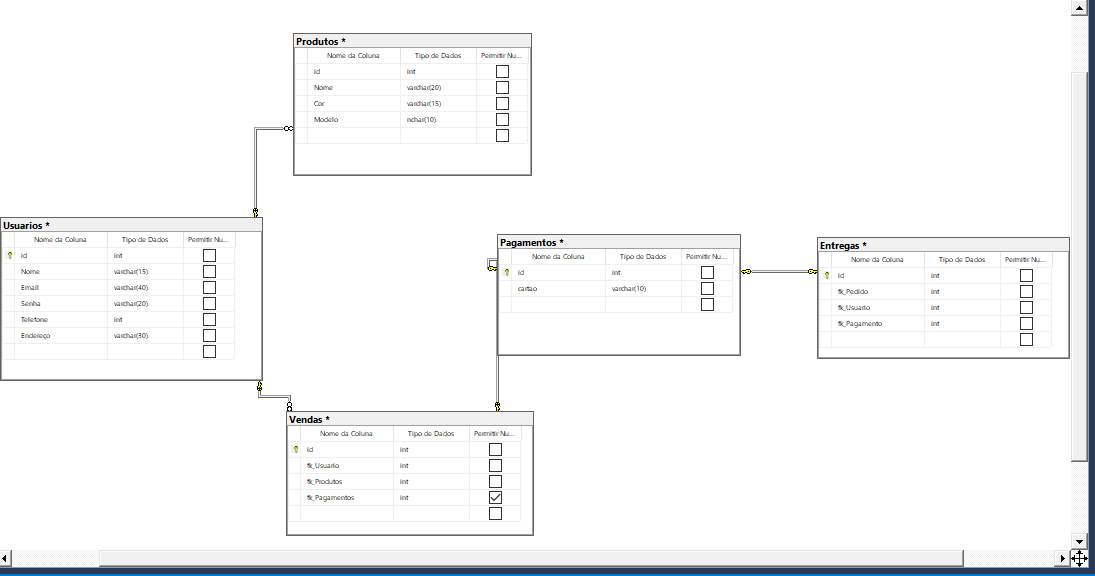 Produtos *
Nome da Coluna Tipo de Dados Permitir Nu...
id int
Nome varchar(20)
Cor varchar(15)
Modelo nchar(10)
Usuarios *
Nome da Coluna Tipo de Dados Permitir Nu...
id int
Nome varchar(15)
Email varchar(40)
Senha varchar(20)
Telefone int
Endereço varchar(30)
Pagamentos *
Nome da Coluna Tipo de Dados Permitir Nu...
id int
cartao varchar(10)
Entregas *
Nome da Coluna Tipo de Dados Permitir Nu...
id int
fk_Pedido int
fk_Usuario int
fk_Pagamento int
Vendas *
Nome da Coluna Tipo de Dados Permitir Nu...
id int
fk_Usuario int
fk_Produtos int
fk_Pagamentos int